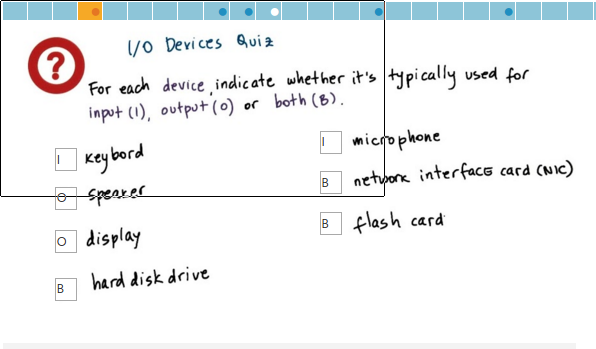 I/O Devices Quiz
?
For each device, indicate whether it's typically used for
input (I), output (O) or both (B).
I keybord
O speaker
O display
B hard disk drive
I microphone
B network interface card (NIC)
B flash card